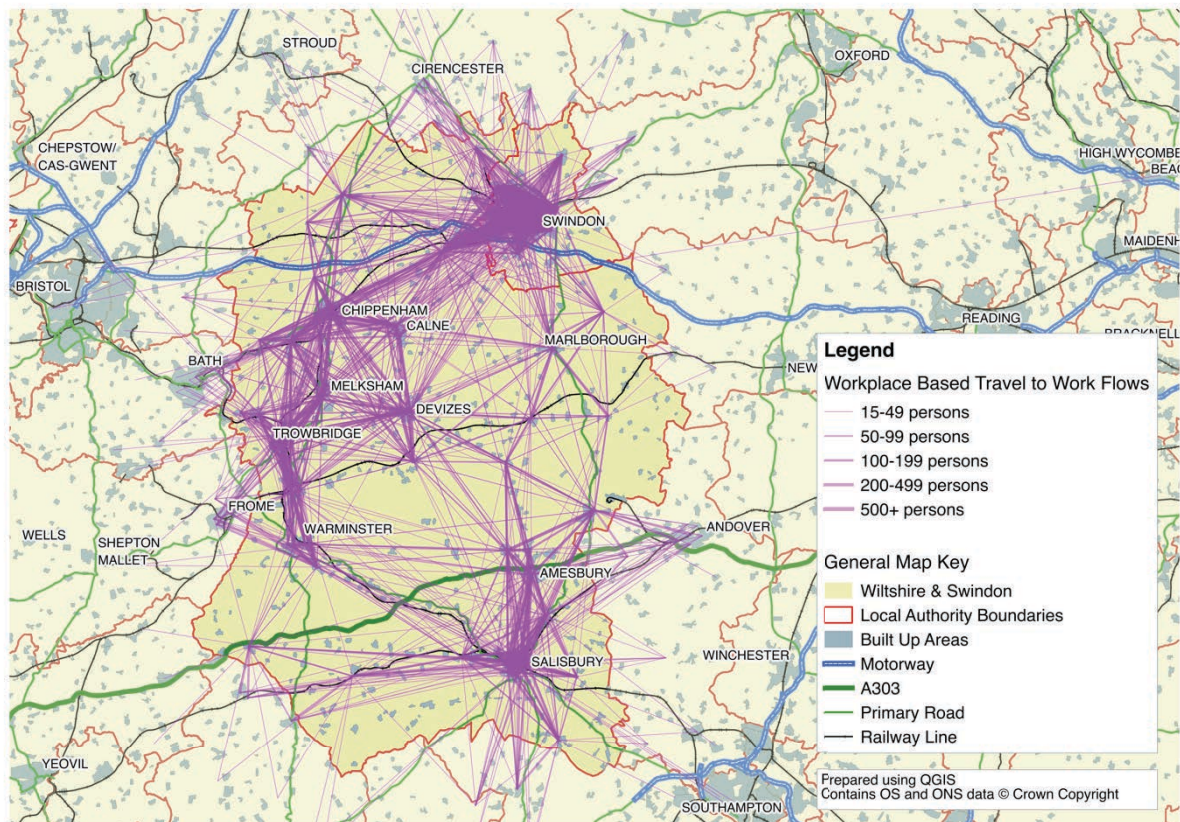 STROUD
OXFORD
CIRENCESTER
CHEPSTOW/
CAS-GWENT
HIGH WYCOMBE
BEAC
SWINDON
MAIDENH
BRISTOL
CHIPPENHAM
READING
CALNE
BRACKNELL
MARLBOROUGH
BATH
NEW
MELKSHAM
DEVIZES
TROWBRIDGE
FROME
ANDOVER
WARMINSTER
WELLS
SHEPTON
MALLET
AMESBURY
WINCHESTER
SALISBURY
YEOVIL
SOUTHAMPTON
Legend
Workplace Based Travel to Work Flows
15-49 persons
50-99 persons
100-199 persons
200-499 persons
500+ persons
General Map Key
Wiltshire & Swindon
Local Authority Boundaries
Built Up Areas
Motorway
A303
Primary Road
Railway Line
Prepared using QGIS
Contains OS and ONS data © Crown Copyright